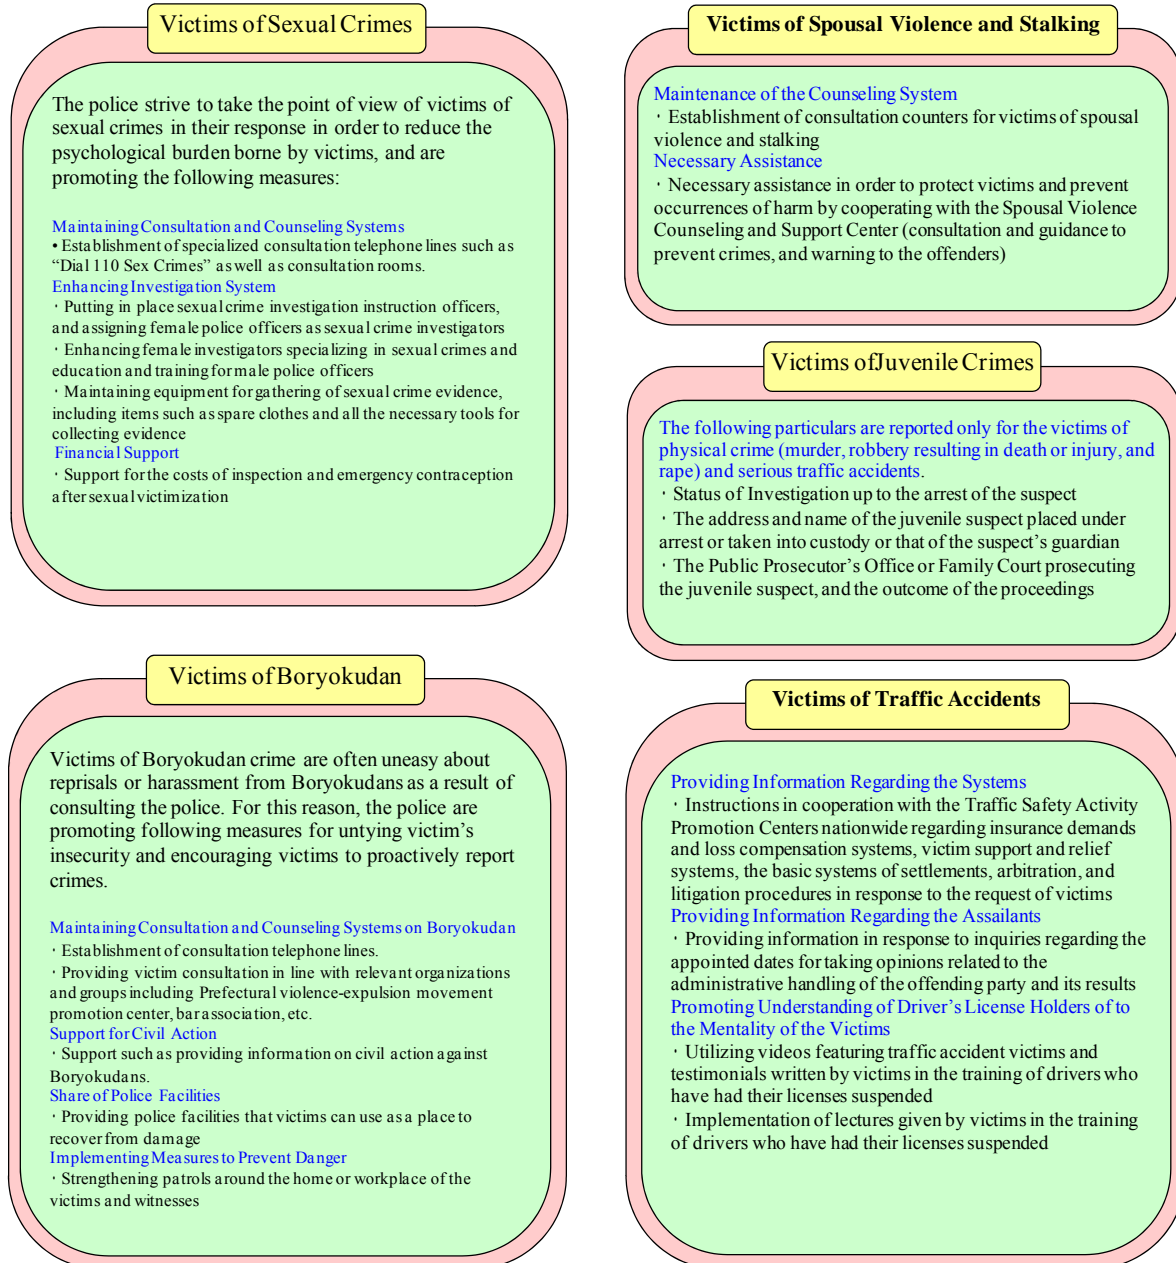 Victims of Sexual Crimes
The police strive to take the point of view of victims of
sexual crimes in their response in order to reduce the
psychological burden borne by victims, and are
promoting the following measures:
Maintaining Consultation and Counseling Systems
• Establishment of specialized consultation telephone lines such as
“Dial 110 Sex Crimes” as well as consultation rooms.
Enhancing Investigation System
・Putting in place sexual crime investigation instruction officers,
and assigning female police officers as sexual crime investigators
・Enhancing female investigators specializing in sexual crimes and
education and training for male police officers
・Maintaining equipment for gathering of sexual crime evidence,
including items such as spare clothes and all the necessary tools for
collecting evidence
Financial Support
・Support for the costs of inspection and emergency contraception
after sexual victimization
Victims of Boryokudan
Victims of Boryokudan crime are often uneasy about
reprisals or harassment from Boryokudans as a result of
consulting the police. For this reason, the police are
promoting following measures for untying victim’s
insecurity and encouraging victims to proactively report
crimes.
Maintaining Consultation and Counseling Systems on Boryokudan
・Establishment of consultation telephone lines.
・Providing victim consultation in line with relevant organizations
and groups including Prefectural violence-expulsion movement
promotion center, bar association, etc.
Support for Civil Action
・Support such as providing information on civil action against
Boryokudans.
Share of Police Facilities
・Providing police facilities that victims can use as a place to
recover from damage
Implementing Measures to Prevent Danger
・Strengthening patrols around the home or workplace of the
victims and witnesses
Victims of Spousal Violence and Stalking
Maintenance of the Counseling System
・Establishment of consultation counters for victims of spousal
violence and stalking
Necessary Assistance
・Necessary assistance in order to protect victims and prevent
occurrences of harm by cooperating with the Spousal Violence
Counseling and Support Center (consultation and guidance to
prevent crimes, and warning to the offenders)
Victims of Juvenile Crimes
The following particulars are reported only for the victims of
physical crime (murder, robbery resulting in death or injury, and
rape) and serious traffic accidents.
・Status of Investigation up to the arrest of the suspect
・The address and name of the juvenile suspect placed under
arrest or taken into custody or that of the suspect’s guardian
・The Public Prosecutor’s Office or Family Court prosecuting
the juvenile suspect, and the outcome of the proceedings
Victims of Traffic Accidents
Providing Information Regarding the Systems
・Instructions in cooperation with the Traffic Safety Activity
Promotion Centers nationwide regarding insurance demands
and loss compensation systems, victim support and relief
systems, the basic systems of settlements, arbitration, and
litigation procedures in response to the request of victims
Providing Information Regarding the Assailants
・Providing information in response to inquiries regarding the
appointed dates for taking opinions related to the
administrative handling of the offending party and its results
Promoting Understanding of Driver’s License Holders of to
the Mentality of the Victims
・Utilizing videos featuring traffic accident victims and
testimonials written by victims in the training of drivers who
have had their licenses suspended
・Implementation of lectures given by victims in the training
of drivers who have had their licenses suspended